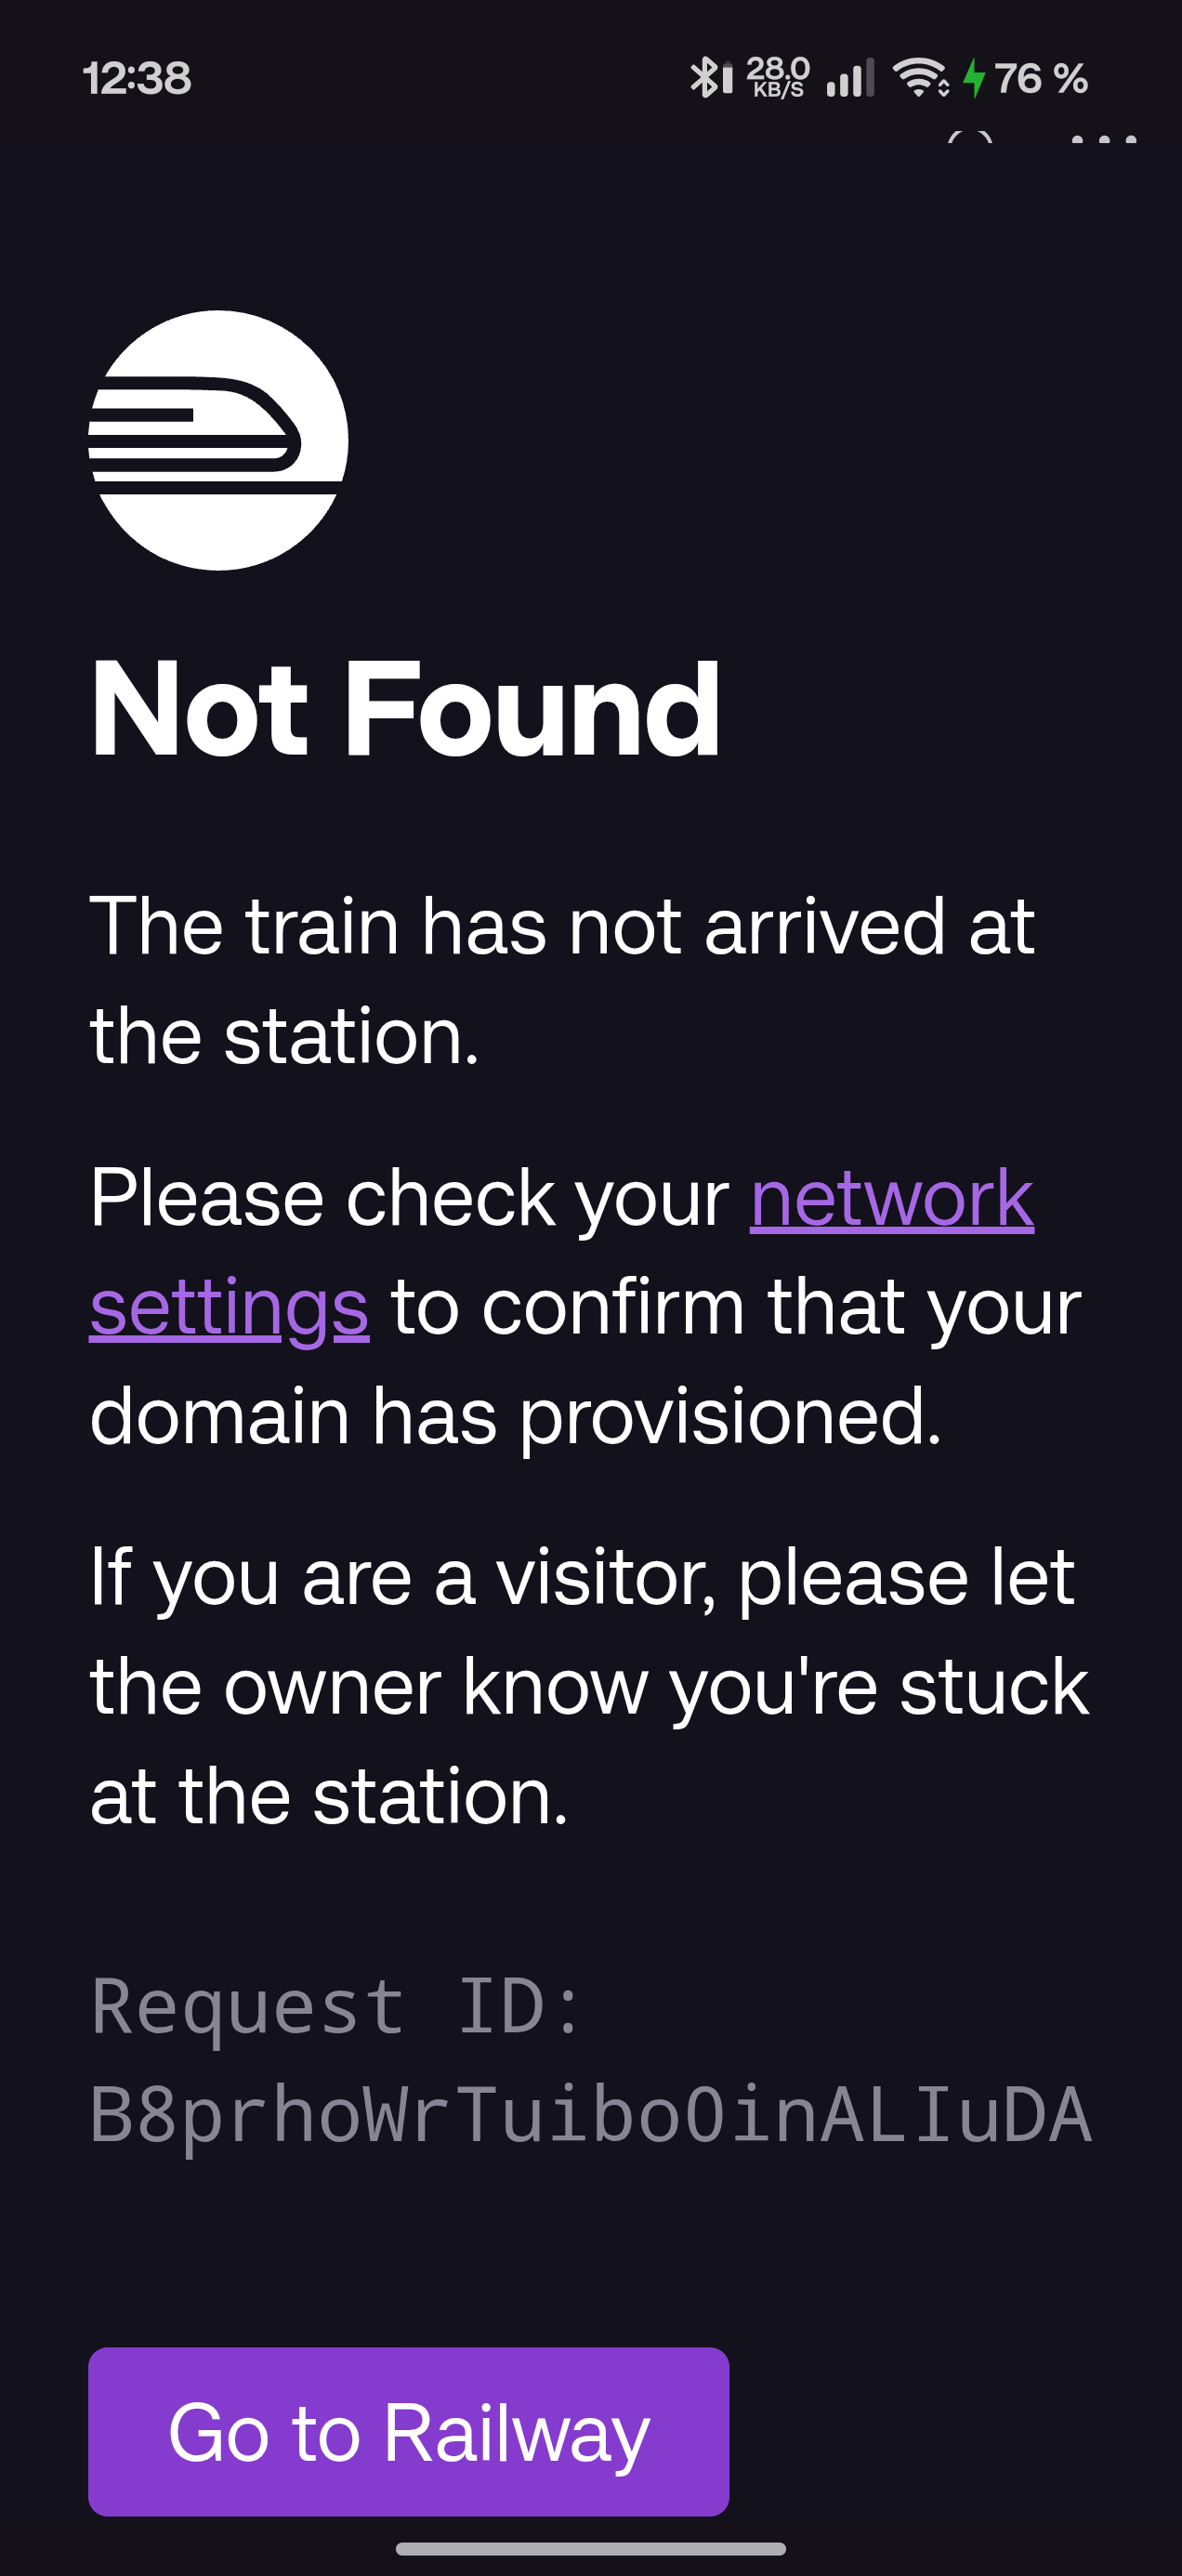 12:38
28.0
KB/S
76 %
Not Found
The train has not arrived at
the station.
Please check your network
settings to confirm that your
domain has provisioned.
If you are a visitor, please let
the owner know you're stuck
at the station.
Request ID:
B8prhoWrTuiboOinALIuDA
Go to Railway